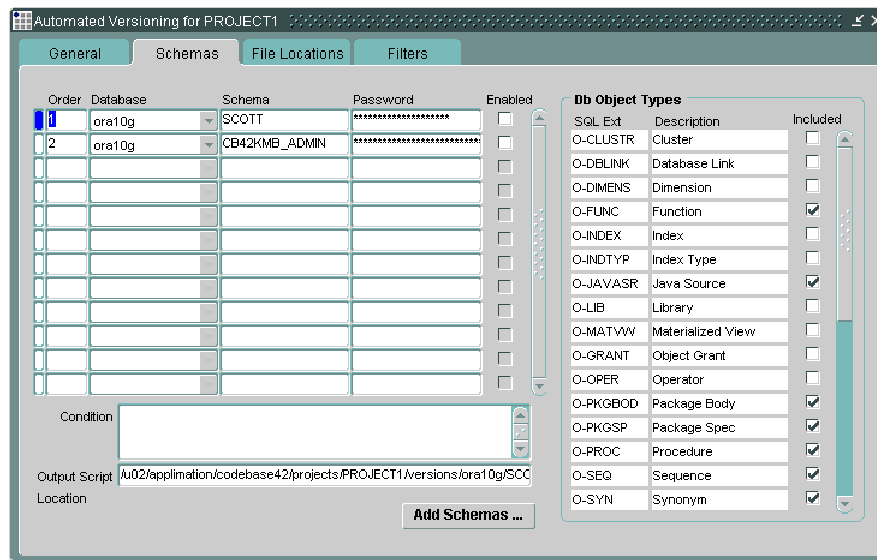 Automated Versioning for PROJECT1
General Schemas File Locations Filters
Order Database Schema Password Enabled
1 ora10g SCOTT *******************
2 ora10g CB42KMB_ADMIN *************************
Condition
Output Script /u02/applimation/codebase42/projects/PROJECT1/versions/ora10g/SCO
Location
Add Schemas ...
Db Object Types
SQL Ext Description Included
O-CLUSTR Cluster
O-DBLINK Database Link
O-DIMENS Dimension
O-FUNC Function
O-INDEX Index
O-INDTYP Index Type
O-JAVASR Java Source
O-LIB Library
O-MATVW Materialized View
O-GRANT Object Grant
O-OPER Operator
O-PKGBOD Package Body
O-PKGSP Package Spec
O-PROC Procedure
O-SEQ Sequence
O-SYN Synonym